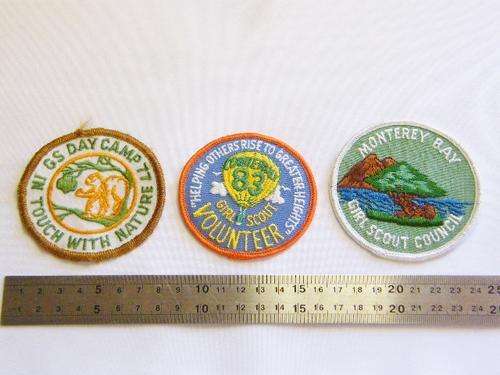 GS DAY CAMP 77
IN TOUCH WITH NATURE
"HELPING OTHERS RISE TO GREATER HEIGHTS"
83
GIRL SCOUT
VOLUNTEER
MONTEREY BAY
GIRL SCOUT COUNCIL
1 2 3 4 5 6 7 8 9 10 11 12 13 14 15 16 17 18 19 20 21 22 23 24 25
1 2 3 4 5 6 7 8 9 10 11 12 13 14 15 16 17 18 19 20 21 22 23 24